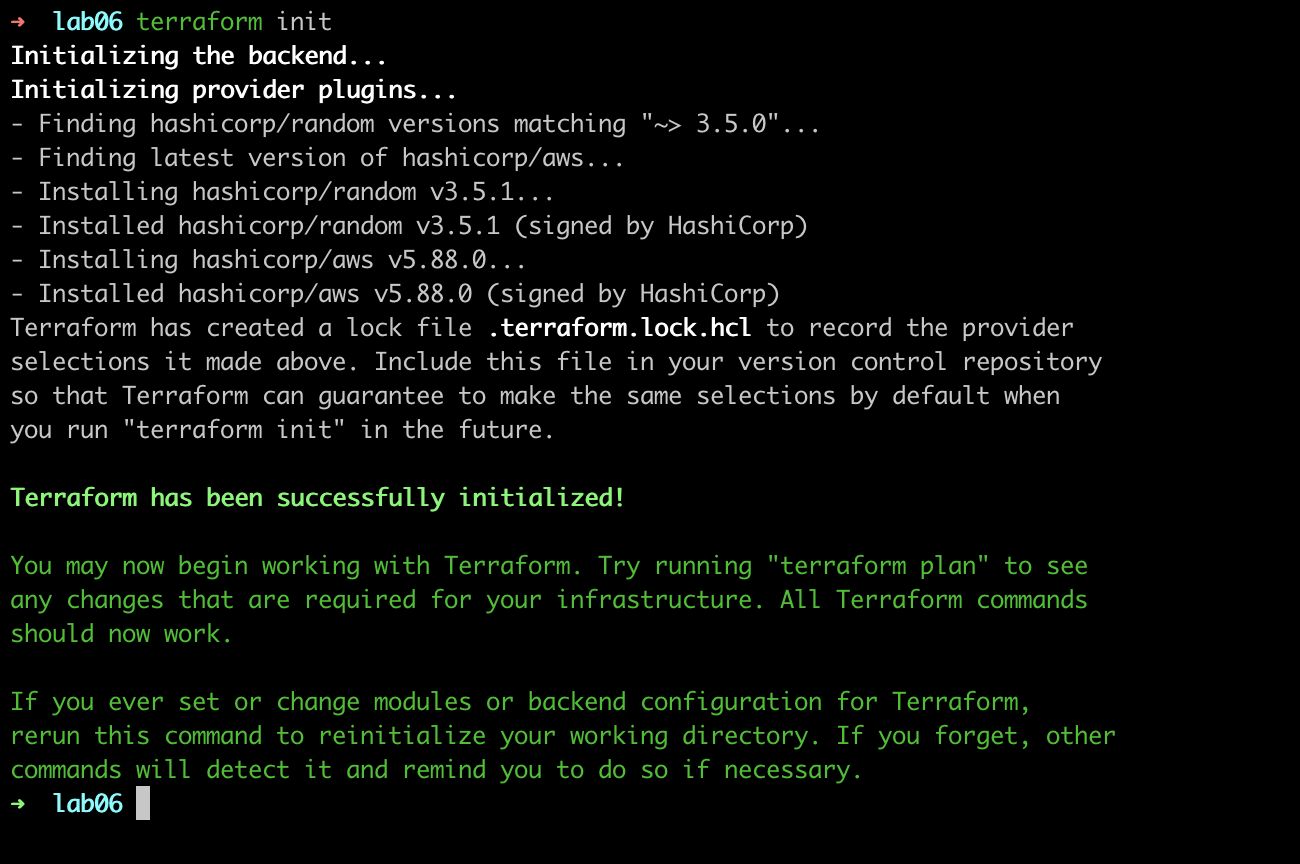 ➜  lab06 terraform init
Initializing the backend...
Initializing provider plugins...
- Finding hashicorp/random versions matching "~> 3.5.0"...
- Finding latest version of hashicorp/aws...
- Installing hashicorp/random v3.5.1...
- Installed hashicorp/random v3.5.1 (signed by HashiCorp)
- Installing hashicorp/aws v5.88.0...
- Installed hashicorp/aws v5.88.0 (signed by HashiCorp)
Terraform has created a lock file .terraform.lock.hcl to record the provider
selections it made above. Include this file in your version control repository
so that Terraform can guarantee to make the same selections by default when
you run "terraform init" in the future.

Terraform has been successfully initialized!

You may now begin working with Terraform. Try running "terraform plan" to see
any changes that are required for your infrastructure. All Terraform commands
should now work.

If you ever set or change modules or backend configuration for Terraform,
rerun this command to reinitialize your working directory. If you forget, other
commands will detect it and remind you to do so if necessary.
➜  lab06